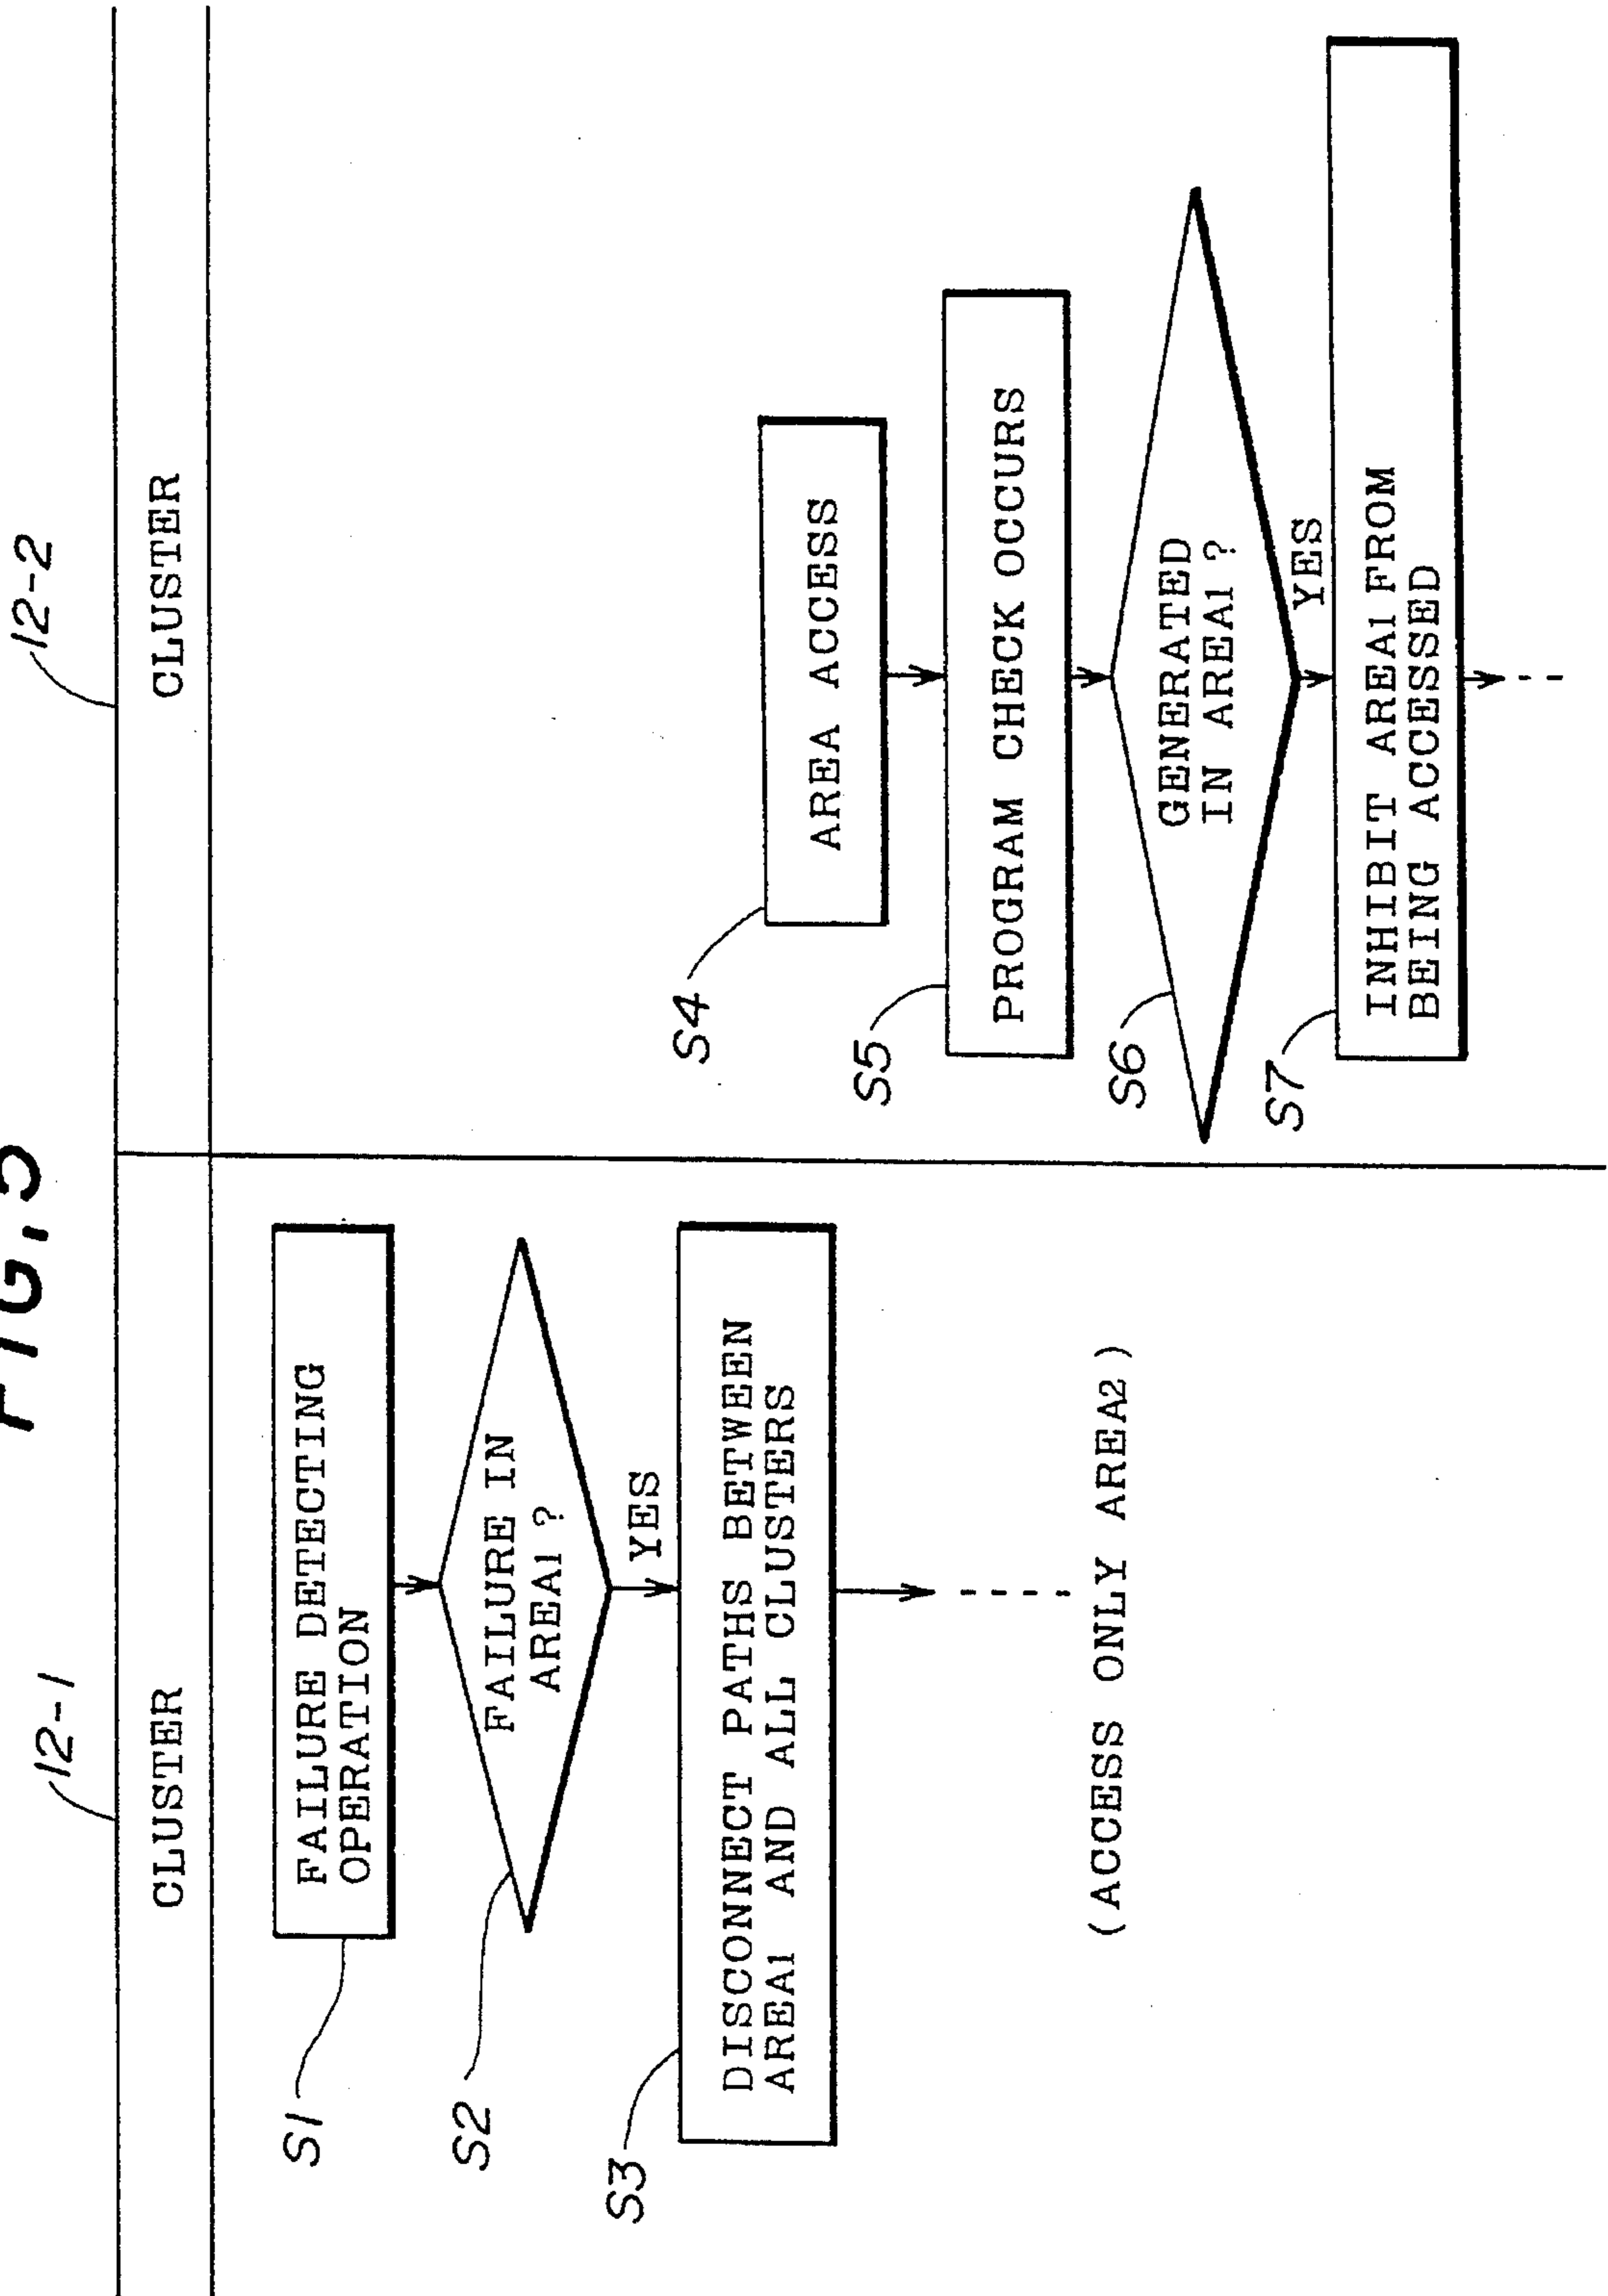 12-1
12-2
CLUSTER
CLUSTER
S1
FAILURE DETECTING
OPERATION
S2
FAILURE IN
AREA1?
YES
S3
DISCONNECT PATHS BETWEEN
AREA1 AND ALL CLUSTERS
(ACCESS ONLY AREA2)
S4
AREA ACCESS
S5
PROGRAM CHECK OCCURS
S6
GENERATED
IN AREA1?
YES
S7
INHIBIT AREA1 FROM
BEING ACCESSED